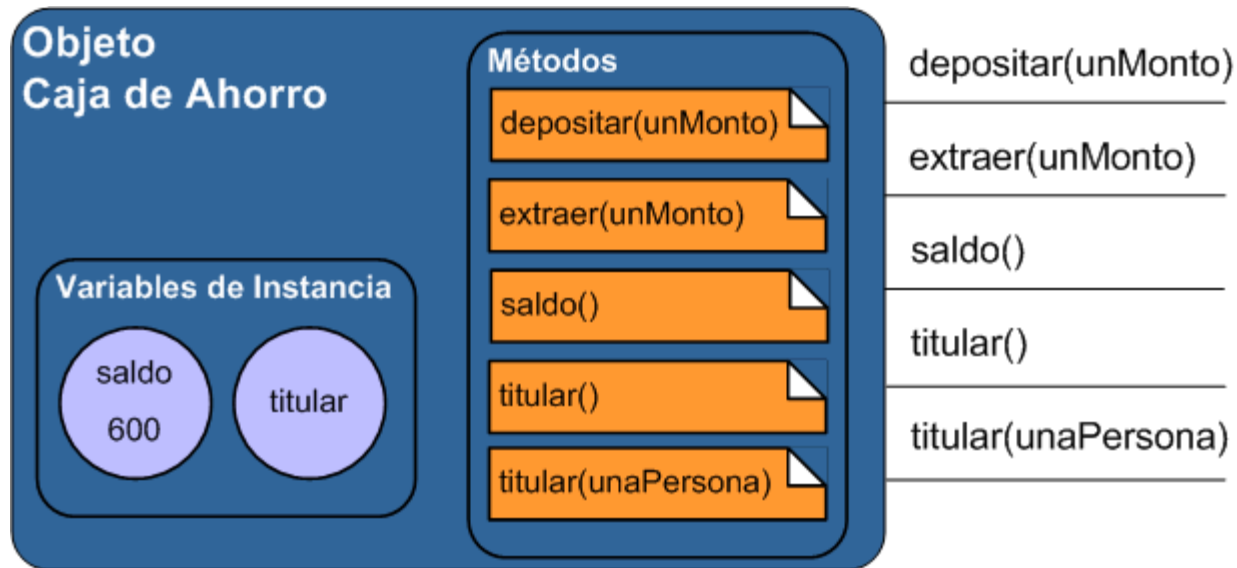 Objeto
Caja de Ahorro
Variables de Instancia
saldo
600
titular
Métodos
depositar(unMonto)
extraer(unMonto)
saldo()
titular()
titular(unaPersona)
depositar(unMonto)
extraer(unMonto)
saldo()
titular()
titular(unaPersona)